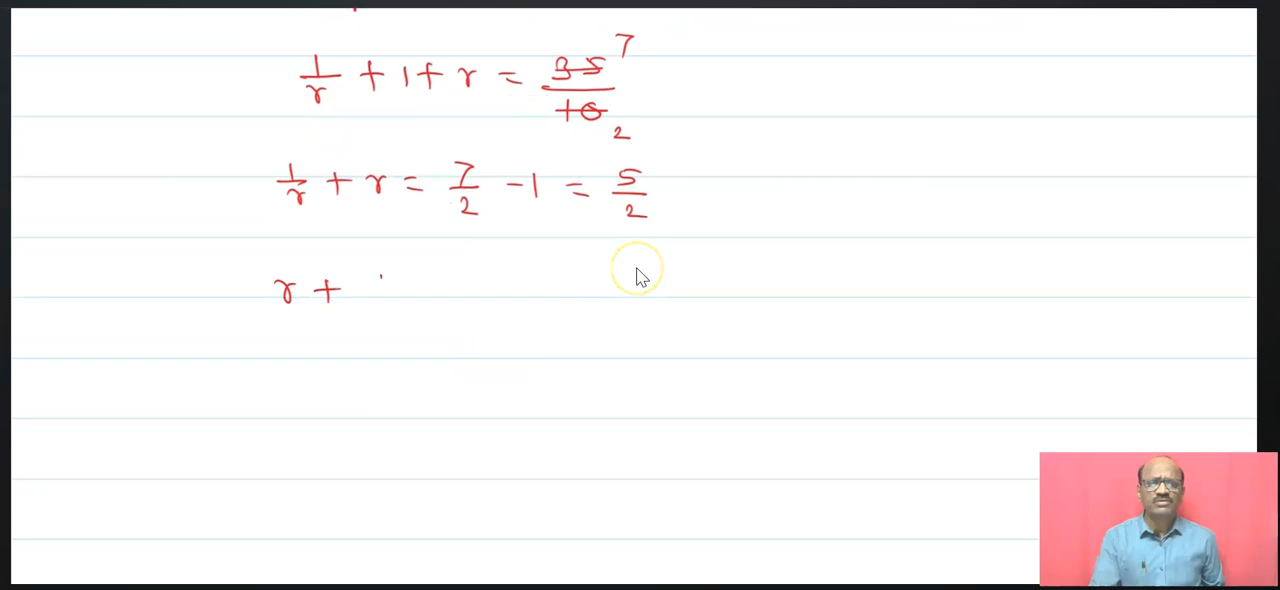 1/r + 1 + r = 35/10 7/2
1/r + r = 7/2 - 1 = 5/2
r +